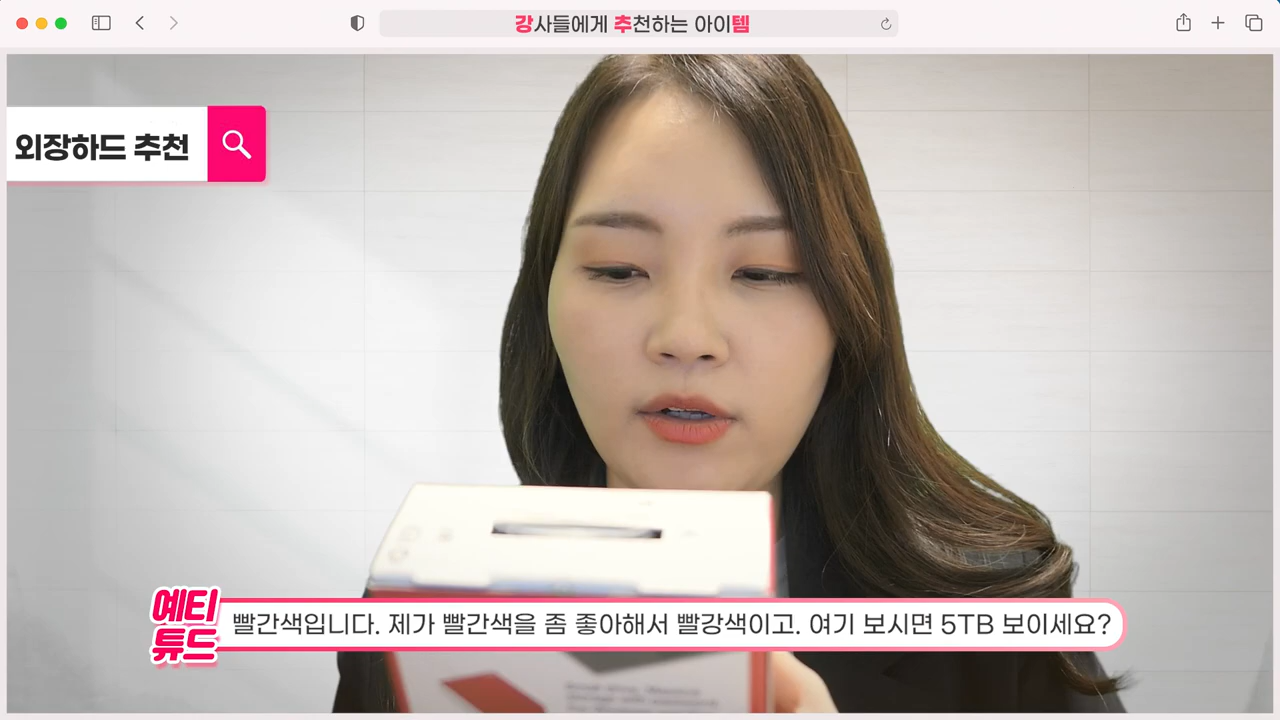 강사들에게 추천하는 아이템
외장하드 추천
예티
튜드
빨간색입니다. 제가 빨간색을 좀 좋아해서 빨강색이고. 여기 보시면 5TB 보이세요?